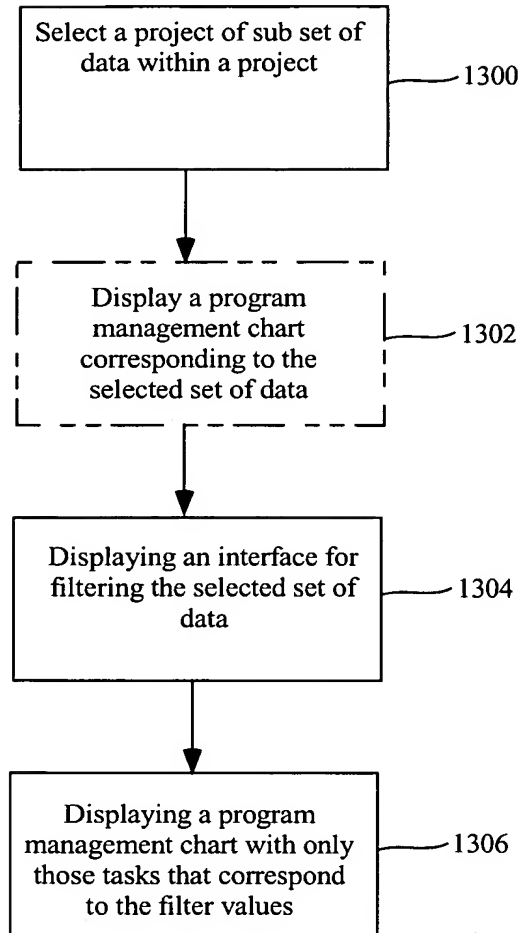 Select a project of sub set of
data within a project
1300
Display a program
management chart
corresponding to the
selected set of data
1302
Displaying an interface for
filtering the selected set of
data
1304
Displaying a program
management chart with only
those tasks that correspond
to the filter values
1306